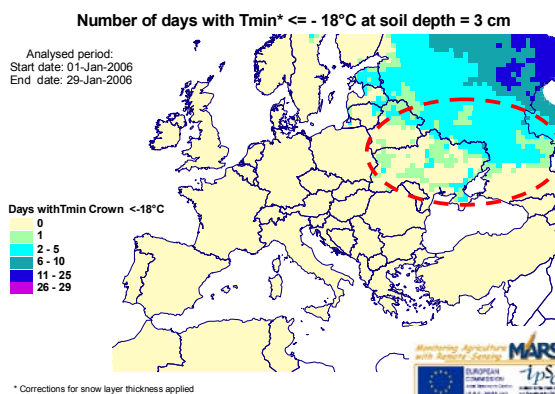 Number of days with Tmin* <= - 18°C at soil depth = 3 cm
Analysed period:
Start date: 01-Jan-2006
End date: 29-Jan-2006
Days withTmin Crown <-18°C
0
1
2 - 5
6 - 10
11 - 25
26 - 29
Monitoring Agriculture
with Remote Sensing
MARS
EUROPEAN
COMMISSION
* Corrections for snow layer thickness applied